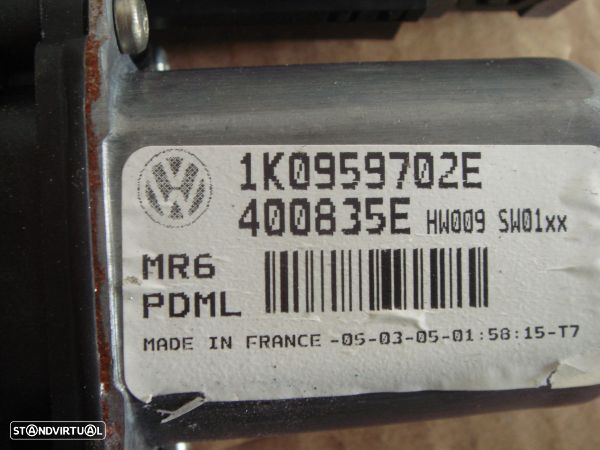 1K0959702E
400835E HW009 SW01xx
MR6
PDML
MADE IN FRANCE -05-03-05-01:58:15-T7
STANDVIRTUAL